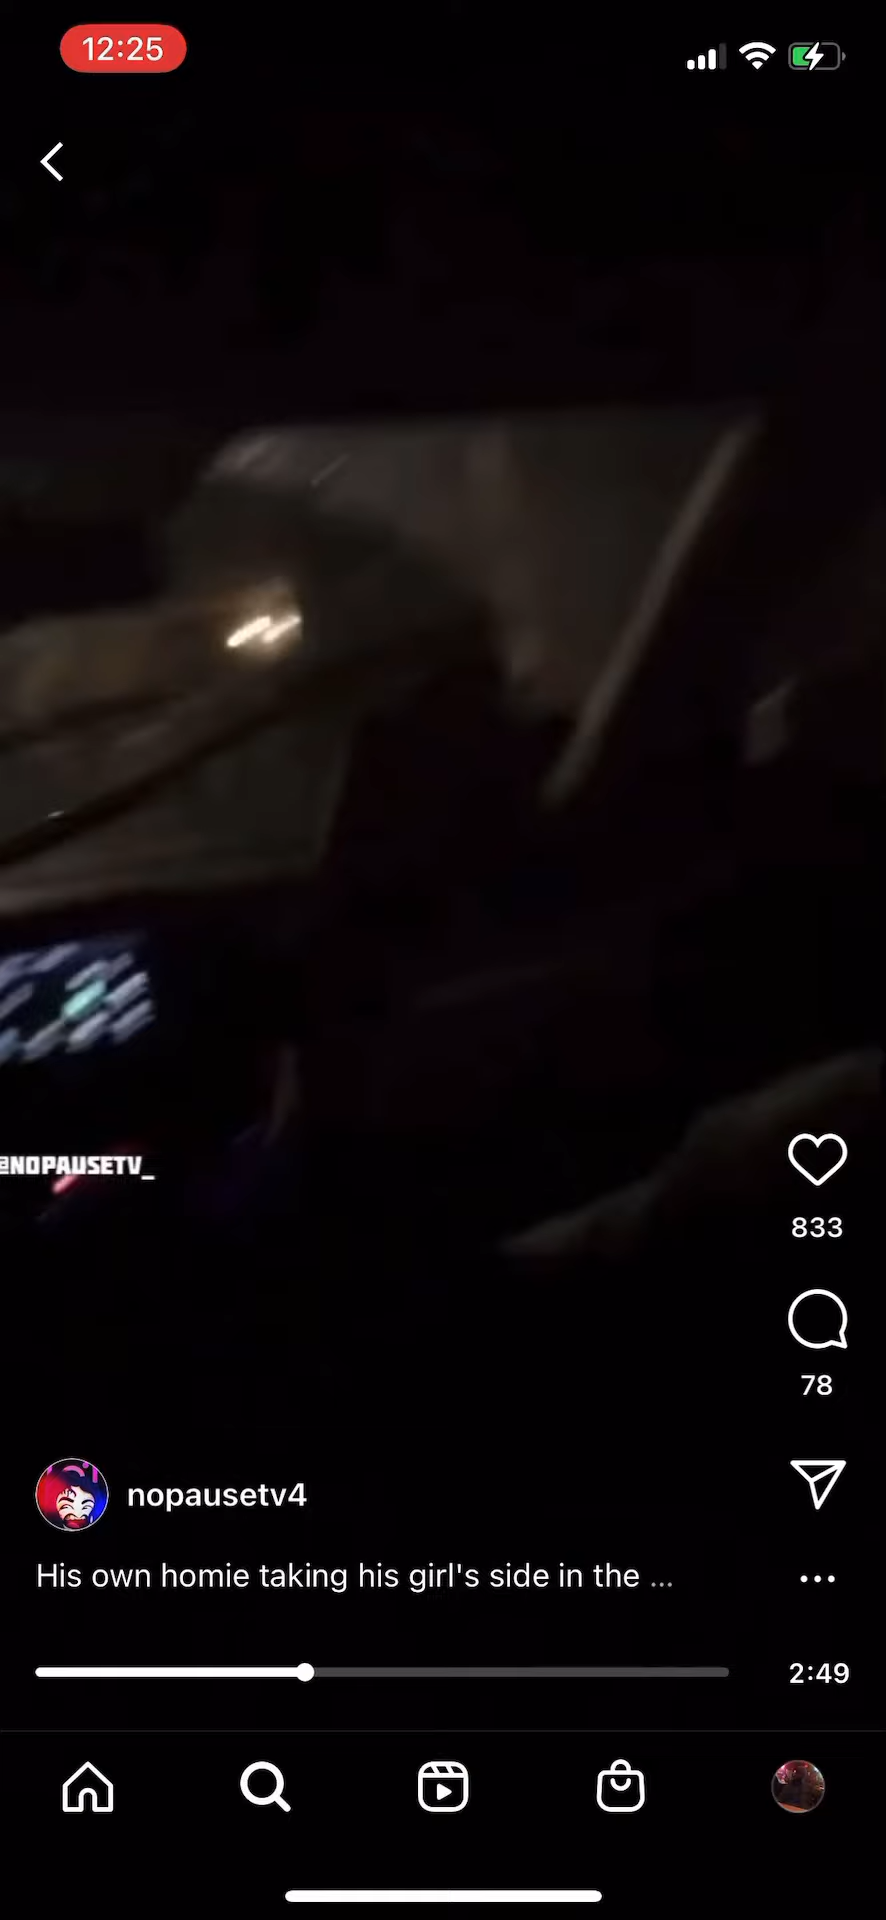 12:25
@NOPAUSETV_
833
78
nopausetv4
His own homie taking his girl's side in the ...
2:49